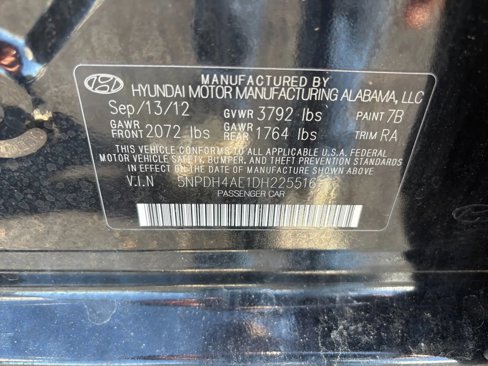 MANUFACTURED BY
HYUNDAI MOTOR MANUFACTURING ALABAMA, LLC
Sep/13/12 GVWR 3792 lbs PAINT 7B
GAWR FRONT 2072 lbs GAWR REAR 1764 lbs TRIM RA
THIS VEHICLE CONFORMS TO ALL APPLICABLE U.S.A. FEDERAL
MOTOR VEHICLE SAFETY, BUMPER, AND THEFT PREVENTION STANDARDS
IN EFFECT ON THE DATE OF MANUFACTURE SHOWN ABOVE.
V.I.N
PASSENGER CAR